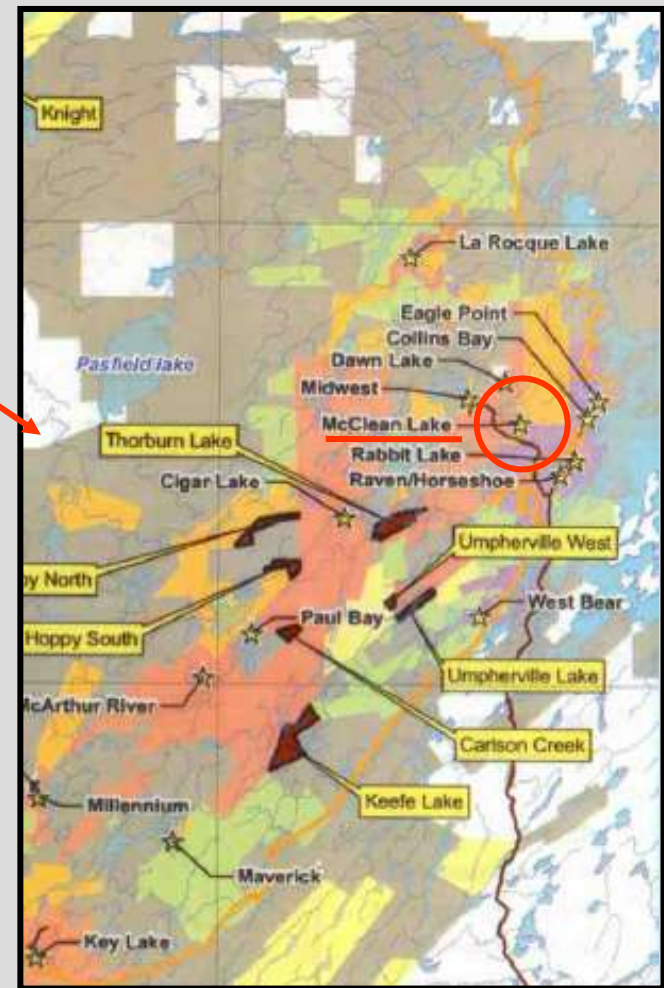 Knight
La Rocque Lake
Eagle Point
Collins Bay
Pasfield lake
Dawn Lake
Midwest
McClean Lake
Thorburn Lake
Rabbit Lake
Cigar Lake
Raven/Horseshoe
Umpherville West
by North
West Bear
Paul Bay
Hoppy South
Umpherville Lake
McArthur River
Carlson Creek
Millennium
Keefe Lake
Maverick
Key Lake